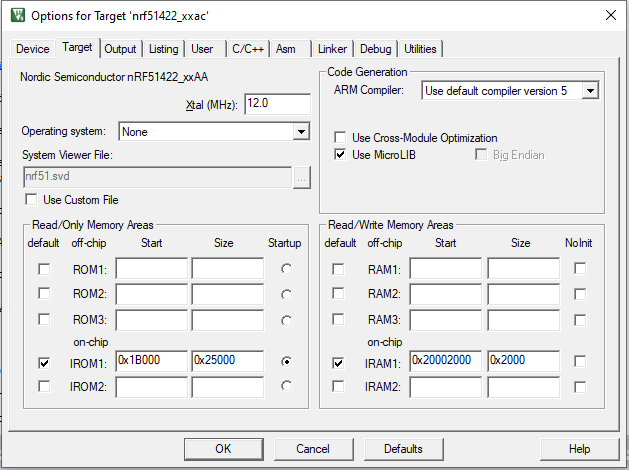 Options for Target 'nrf51422_xxac'
Device Target Output Listing User C/C++ Asm Linker Debug Utilities
Nordic Semiconductor nRF51422_xxAA
Xtal (MHz): 12.0
Operating system: None
System Viewer File:
nrf51.svd ...
Use Custom File
Code Generation
ARM Compiler: Use default compiler version 5
Use Cross-Module Optimization
Use MicroLIB Big Endian
Read/Only Memory Areas
default off-chip Start Size Startup
ROM1:
ROM2:
ROM3:
on-chip
IROM1: 0x1B000 0x25000
IROM2:
Read/Write Memory Areas
default off-chip Start Size NoInit
RAM1:
RAM2:
RAM3:
on-chip
IRAM1: 0x20002000 0x2000
IRAM2:
OK Cancel Defaults Help